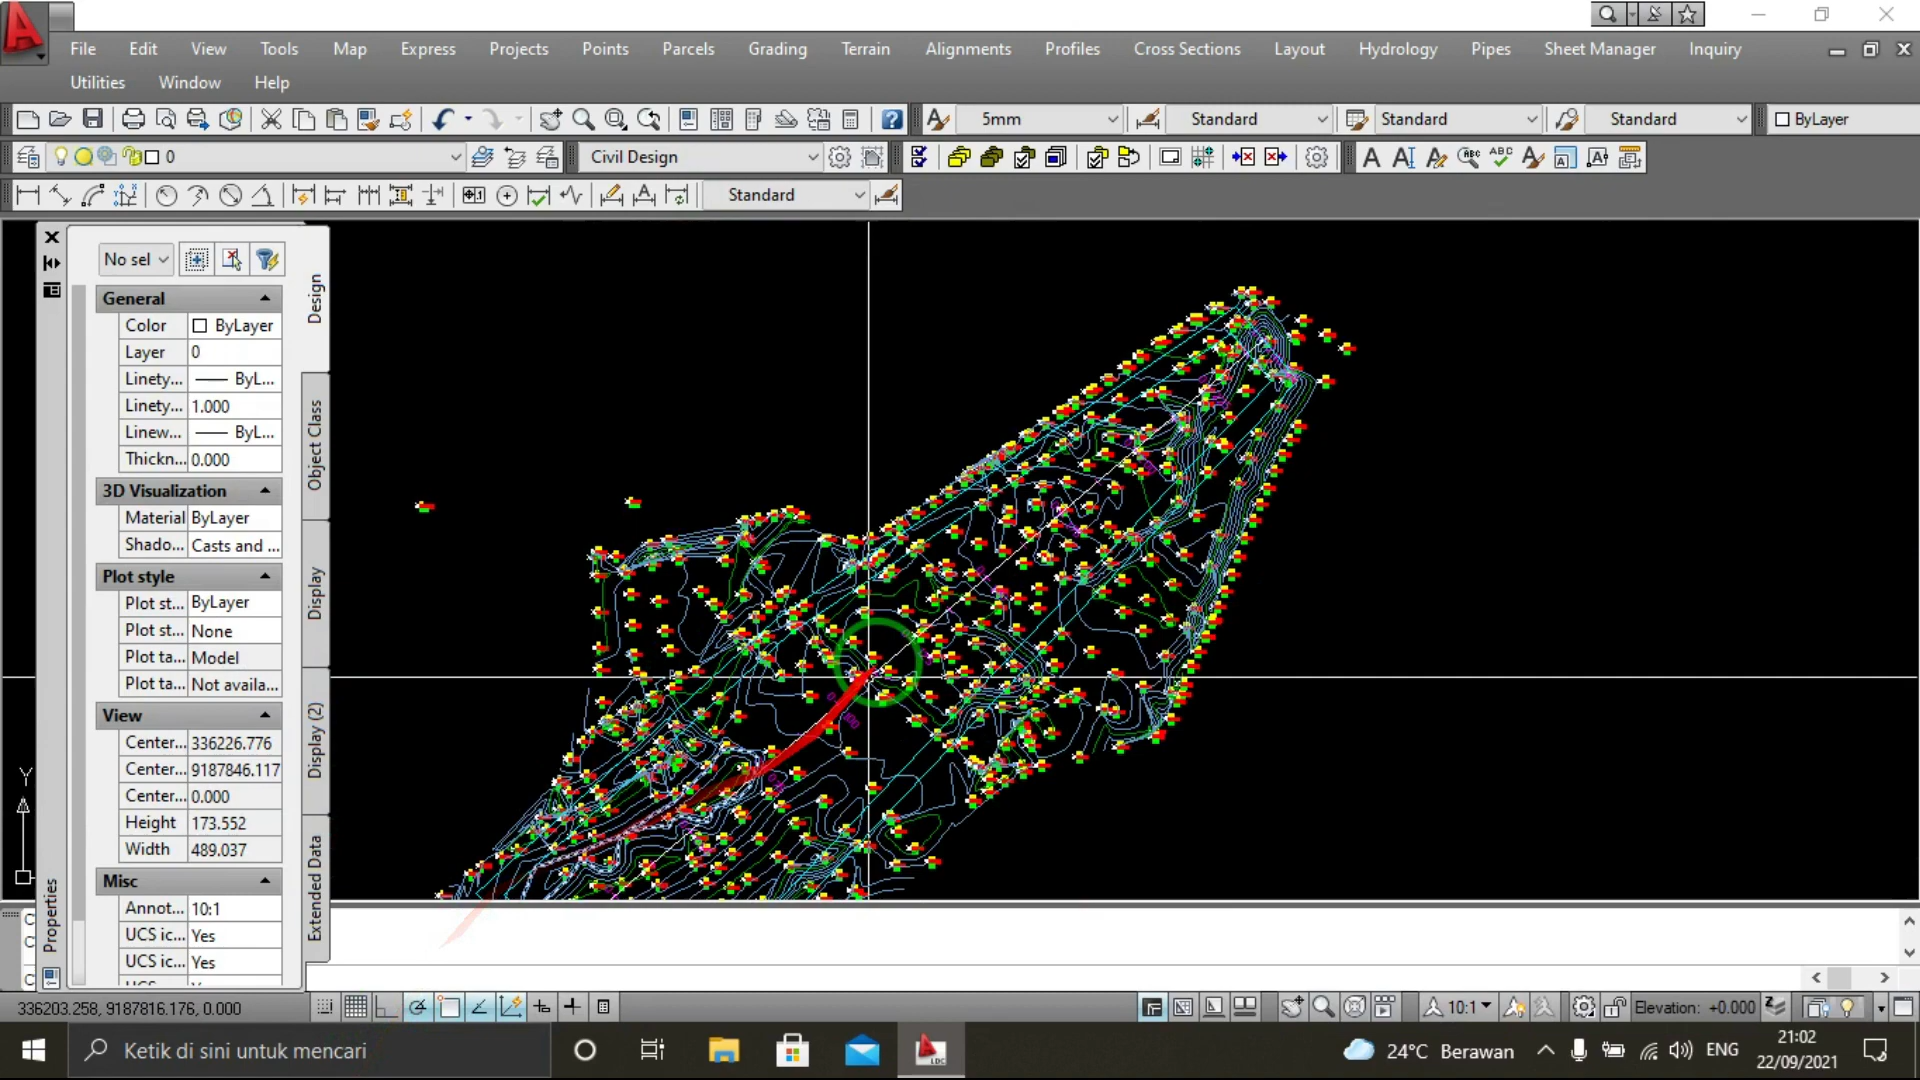 File Edit View Tools Map Express Projects Points Parcels Grading Terrain Alignments Profiles Cross Sections Layout Hydrology Pipes Sheet Manager Inquiry
Utilities Window Help
5mm Standard Standard Standard ByLayer
0 Civil Design
Standard
No sel
General
Color ByLayer
Layer 0
Linety... ByL...
Linety... 1.000
Linew... ByL...
Thickn... 0.000
3D Visualization
Material ByLayer
Shado... Casts and ...
Plot style
Plot st... ByLayer
Plot st... None
Plot ta... Model
Plot ta... Not availa...
View
Center... 336226.776
Center... 9187846.117
Center... 0.000
Height 173.552
Width 489.037
Misc
Annot... 10:1
UCS ic... Yes
UCS ic... Yes
Design
Object Class
Display
Display (2)
Extended Data
Properties
Y
336203.258, 9187816.176, 0.000
10:1
Elevation: +0.000
Ketik di sini untuk mencari
LDC
24°C Berawan
ENG
21:02
22/09/2021